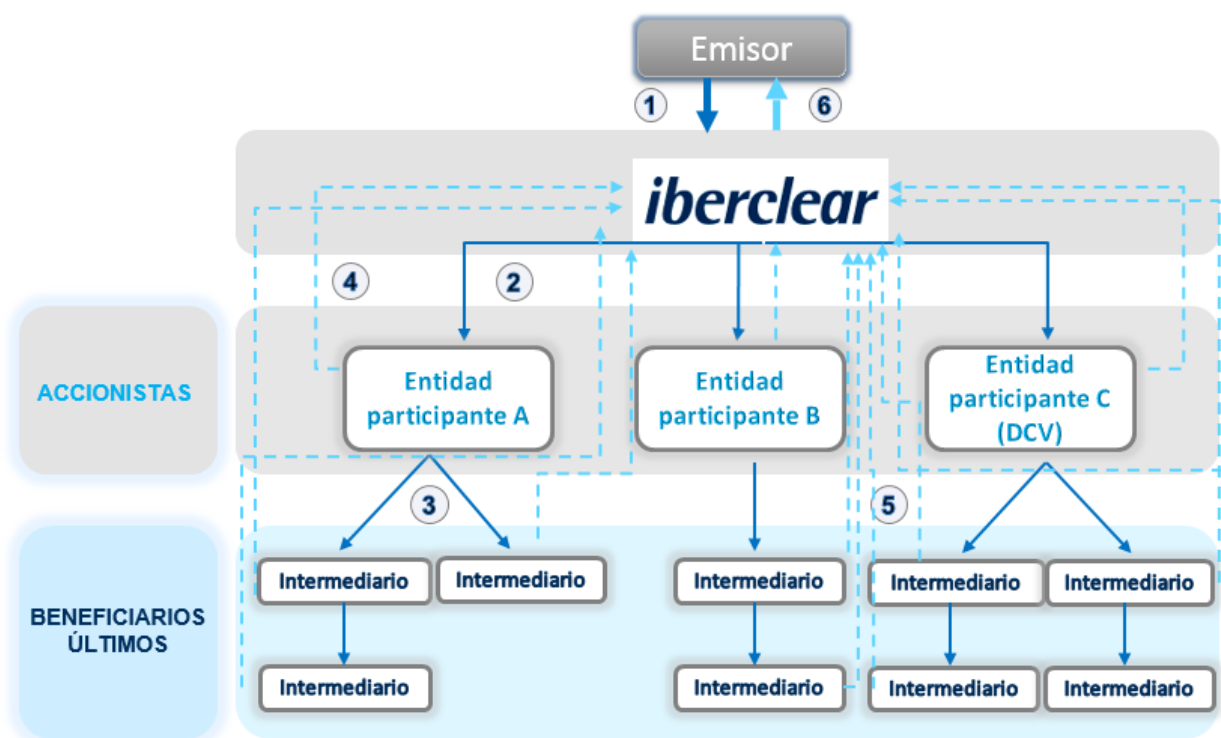 Emisor
1
6
iberclear
4
2
ACCIONISTAS
Entidad
participante A
Entidad
participante B
Entidad
participante C
(DCV)
3
5
BENEFICIARIOS
ÚLTIMOS
Intermediario
Intermediario
Intermediario
Intermediario
Intermediario
Intermediario
Intermediario
Intermediario
Intermediario